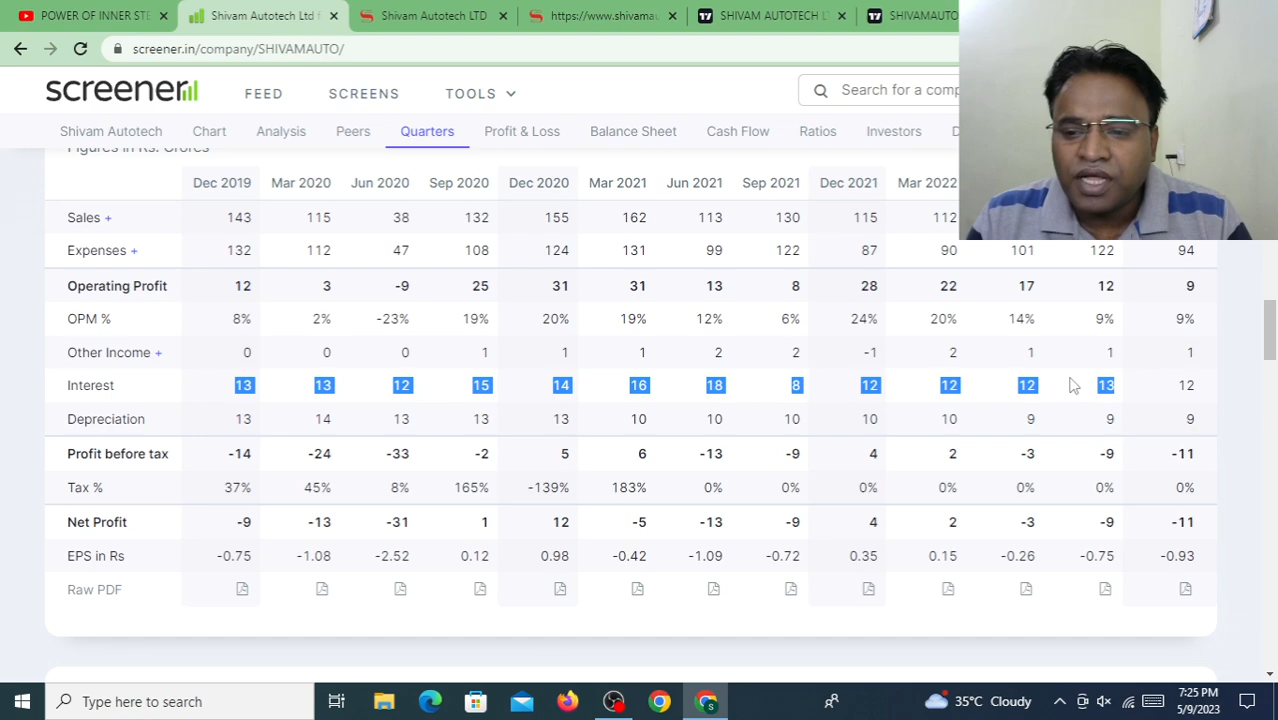 POWER OF INNER STE
Shivam Autotech Ltd f
Shivam Autotech LTD
https://www.shivamau
SHIVAM AUTOTECH LT
SHIVAMAUTO
screener.in/company/SHIVAMAUTO/
screener
FEED SCREENS TOOLS
Search for a comp
Shivam Autotech Chart Analysis Peers Quarters Profit & Loss Balance Sheet Cash Flow Ratios Investors D
Figures in Rs. Crores
Dec 2019 Mar 2020 Jun 2020 Sep 2020 Dec 2020 Mar 2021 Jun 2021 Sep 2021 Dec 2021 Mar 2022
Sales + 143 115 38 132 155 162 113 130 115 112
Expenses + 132 112 47 108 124 131 99 122 87 90 101 122 94
Operating Profit 12 3 -9 25 31 31 13 8 28 22 17 12 9
OPM % 8% 2% -23% 19% 20% 19% 12% 6% 24% 20% 14% 9% 9%
Other Income + 0 0 0 1 1 1 2 2 -1 2 1 1 1
Interest 13 13 12 15 14 16 18 8 12 12 12 13 12
Depreciation 13 14 13 13 13 10 10 10 10 10 9 9 9
Profit before tax -14 -24 -33 -2 5 6 -13 -9 4 2 -3 -9 -11
Tax % 37% 45% 8% 165% -139% 183% 0% 0% 0% 0% 0% 0% 0%
Net Profit -9 -13 -31 1 12 -5 -13 -9 4 2 -3 -9 -11
EPS in Rs -0.75 -1.08 -2.52 0.12 0.98 -0.42 -1.09 -0.72 0.35 0.15 -0.26 -0.75 -0.93
Raw PDF
Type here to search
35°C Cloudy
7:25 PM
5/9/2023